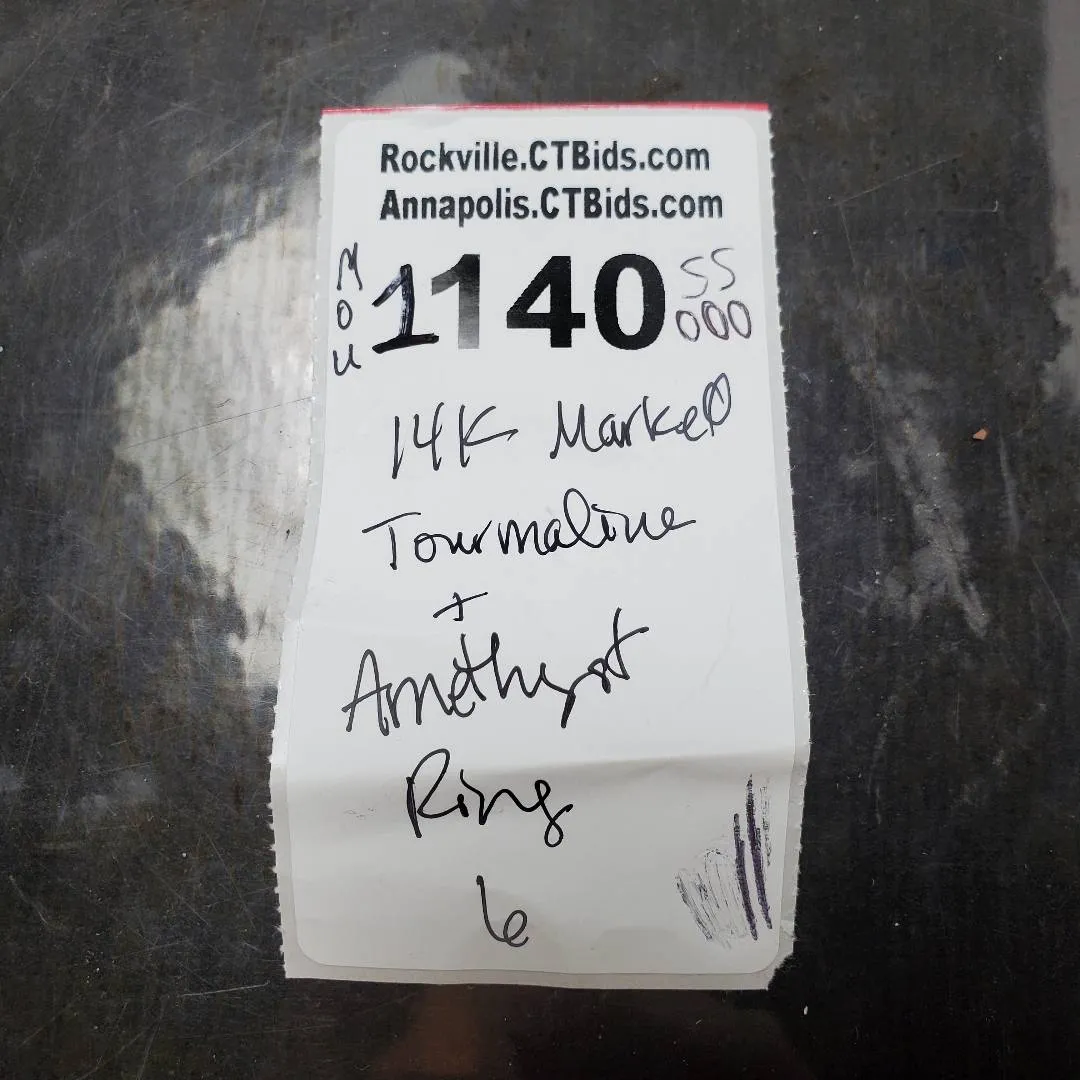 Rockville.CTBids.com
Annapolis.CTBids.com
MOU
1140
SS
000
14K Marked
Tourmaline
+
Amethyst
Ring
6